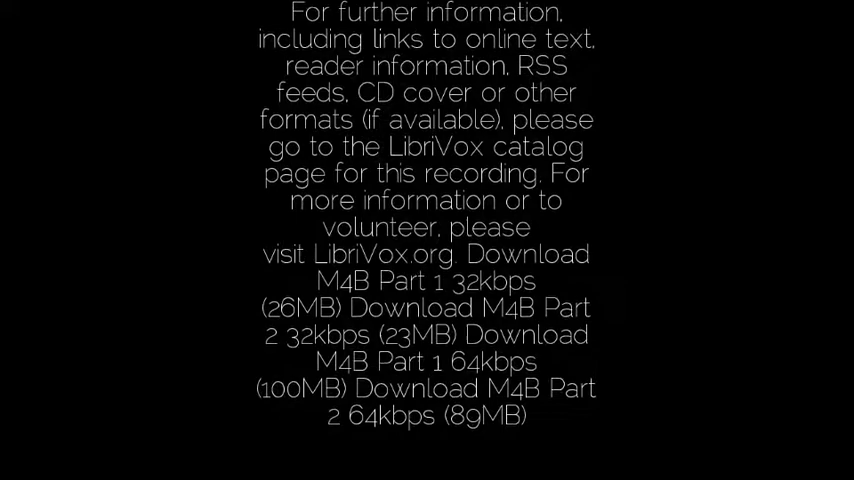 For further information,
including links to online text,
reader information, RSS
feeds, CD cover or other
formats (if available), please
go to the LibriVox catalog
page for this recording. For
more information or to
volunteer, please
visit LibriVox.org. Download
M4B Part 1 32kbps
(26MB) Download M4B Part
2 32kbps (23MB) Download
M4B Part 1 64kbps
(100MB) Download M4B Part
2 64kbps (89MB)